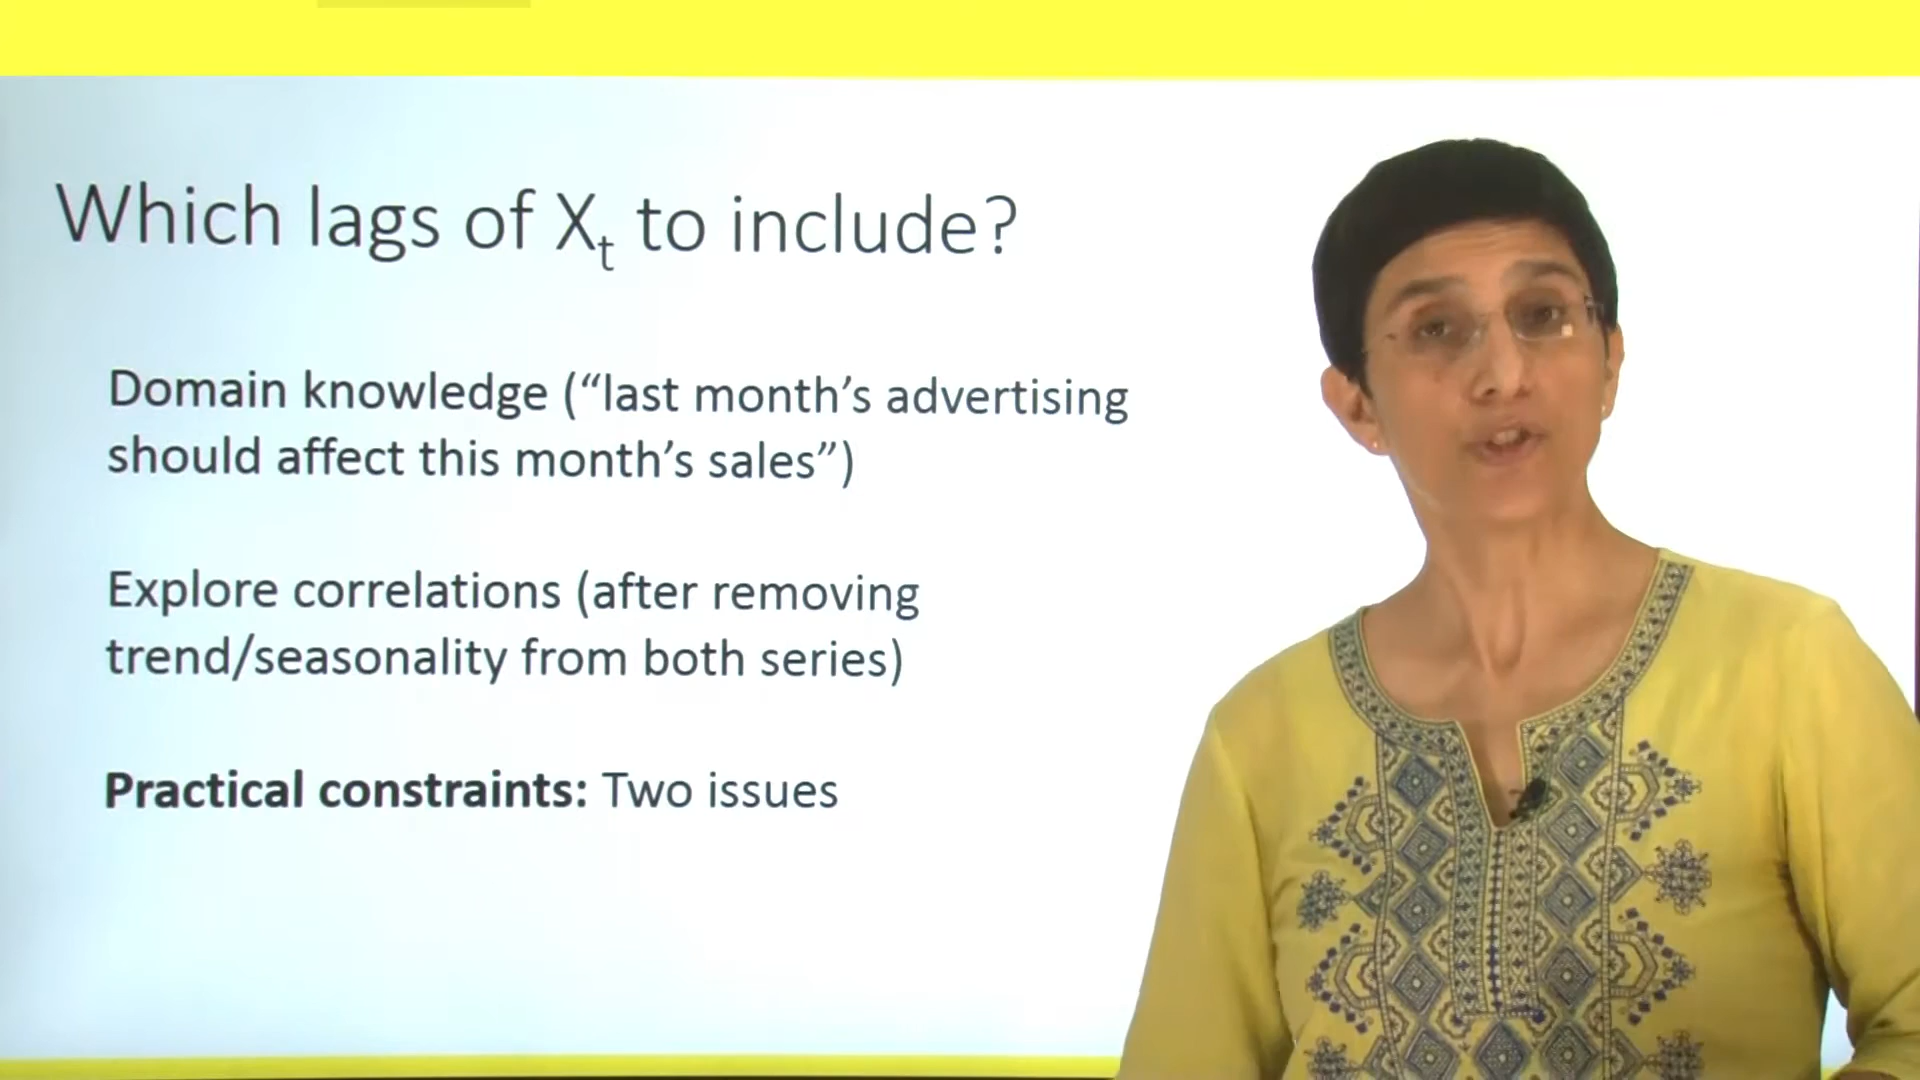 Which lags of Xt to include?
Domain knowledge (“last month’s advertising
should affect this month’s sales”)
Explore correlations (after removing
trend/seasonality from both series)
Practical constraints: Two issues